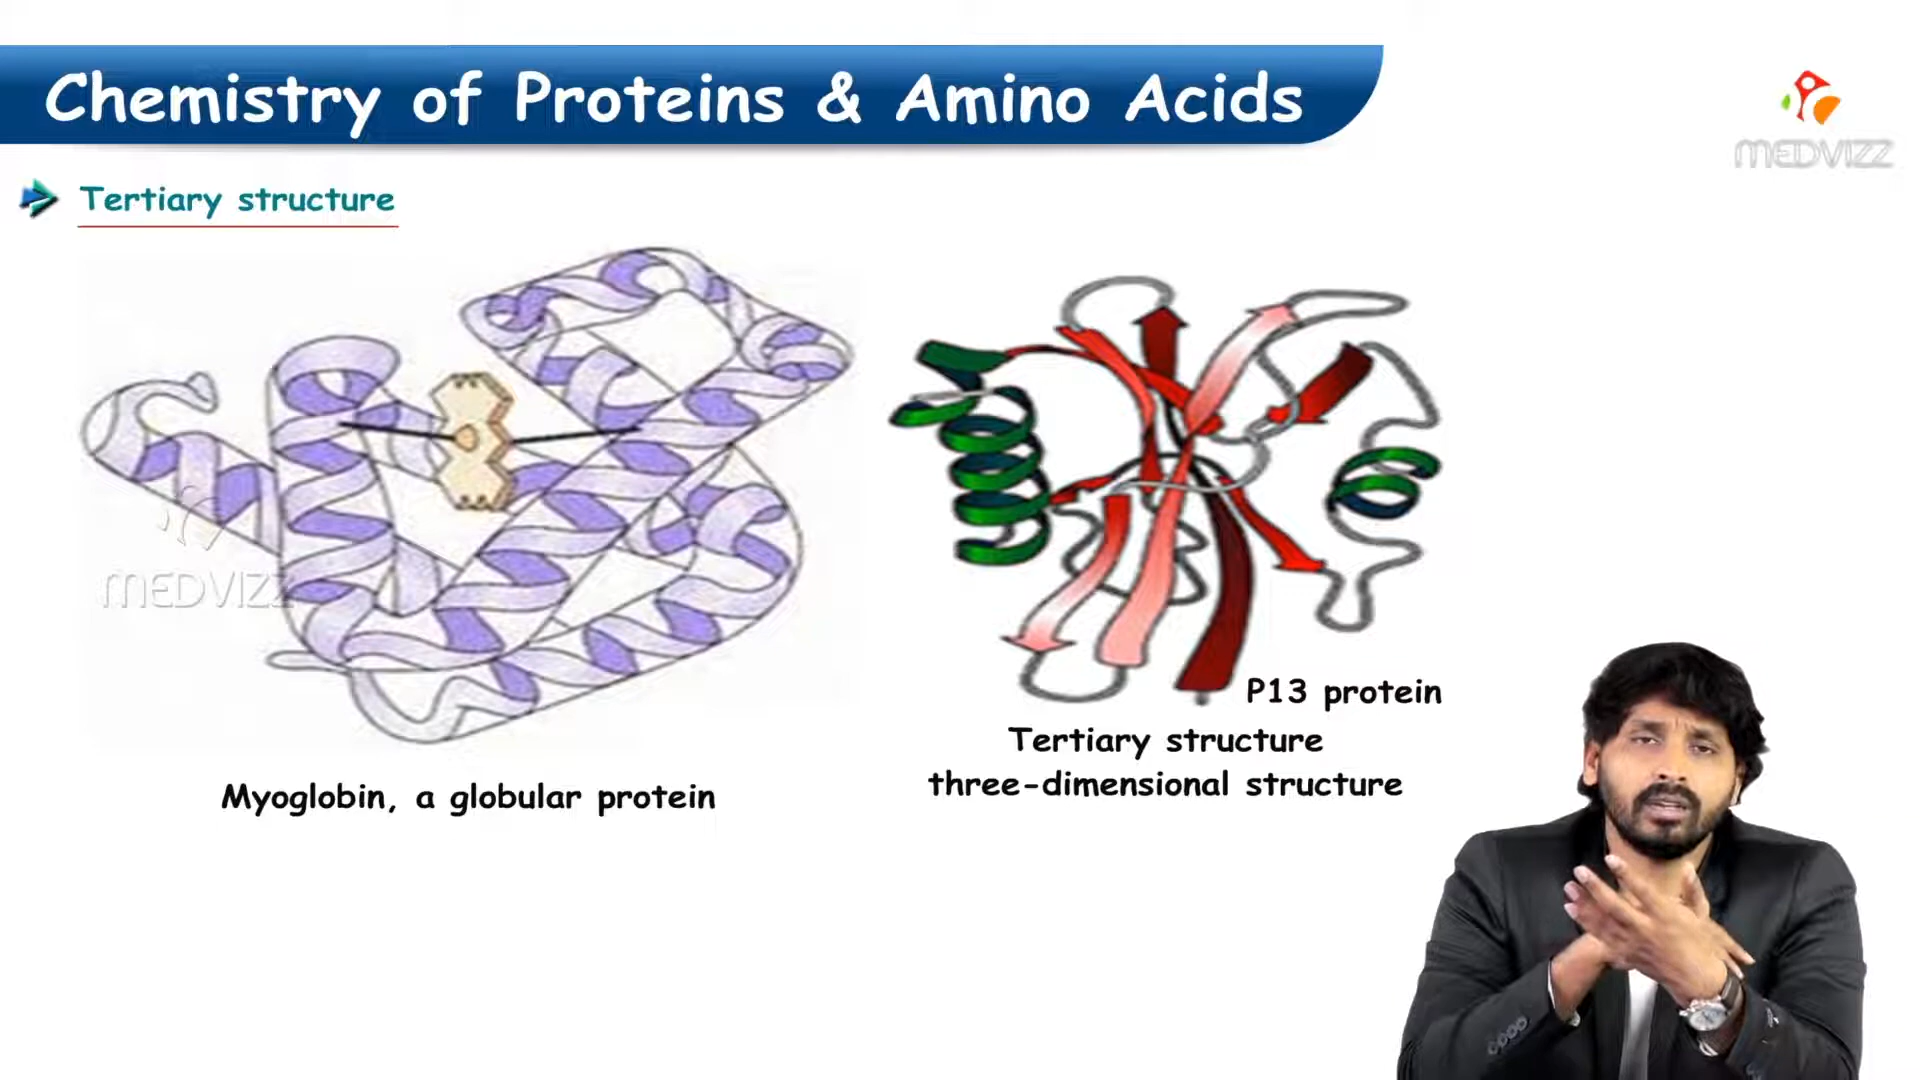 Chemistry of Proteins & Amino Acids
MEDVIZZ
Tertiary structure
MEDVIZZ
P13 protein
Tertiary structure
three-dimensional structure
Myoglobin, a globular protein